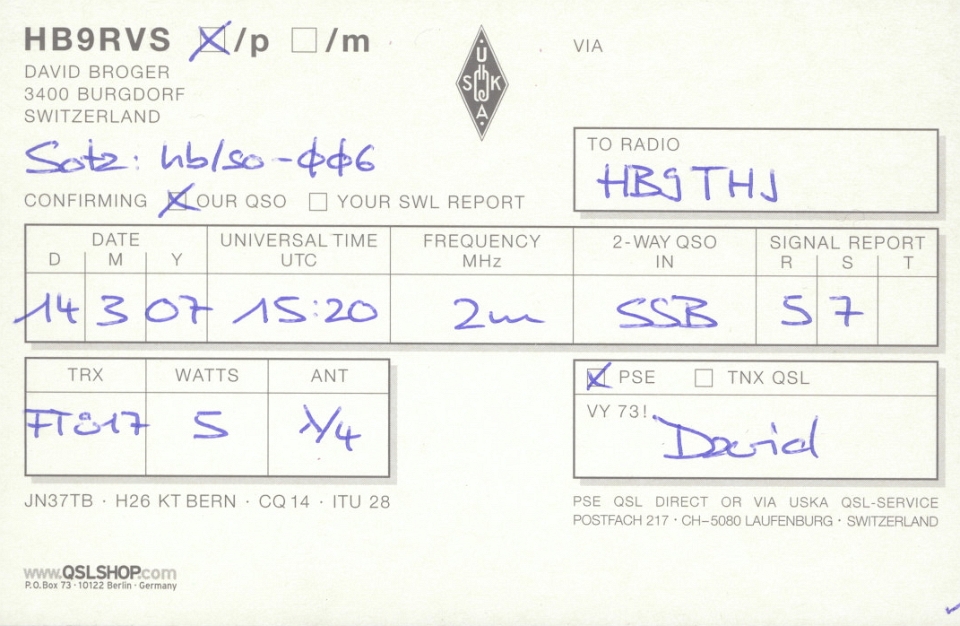 HB9RVS ☒/p ☐/m
VIA
DAVID BROGER
3400 BURGDORF
SWITZERLAND
USKA
Sota: hb/so-φφ6
TO RADIO
HB9THJ
CONFIRMING ☒ OUR QSO ☐ YOUR SWL REPORT
DATE UNIVERSAL TIME FREQUENCY 2-WAY QSO SIGNAL REPORT
D M Y UTC MHz IN R S T
14 3 07 15:20 2m SSB 5 7
TRX WATTS ANT
FT817 5 λ/4
☒ PSE ☐ TNX QSL
VY 73!
David
JN37TB · H26 KT BERN · CQ 14 · ITU 28
PSE QSL DIRECT OR VIA USKA QSL-SERVICE
POSTFACH 217 · CH-5080 LAUFENBURG · SWITZERLAND
www.QSLSHOP.com
P.O.Box 73 · 10122 Berlin · Germany